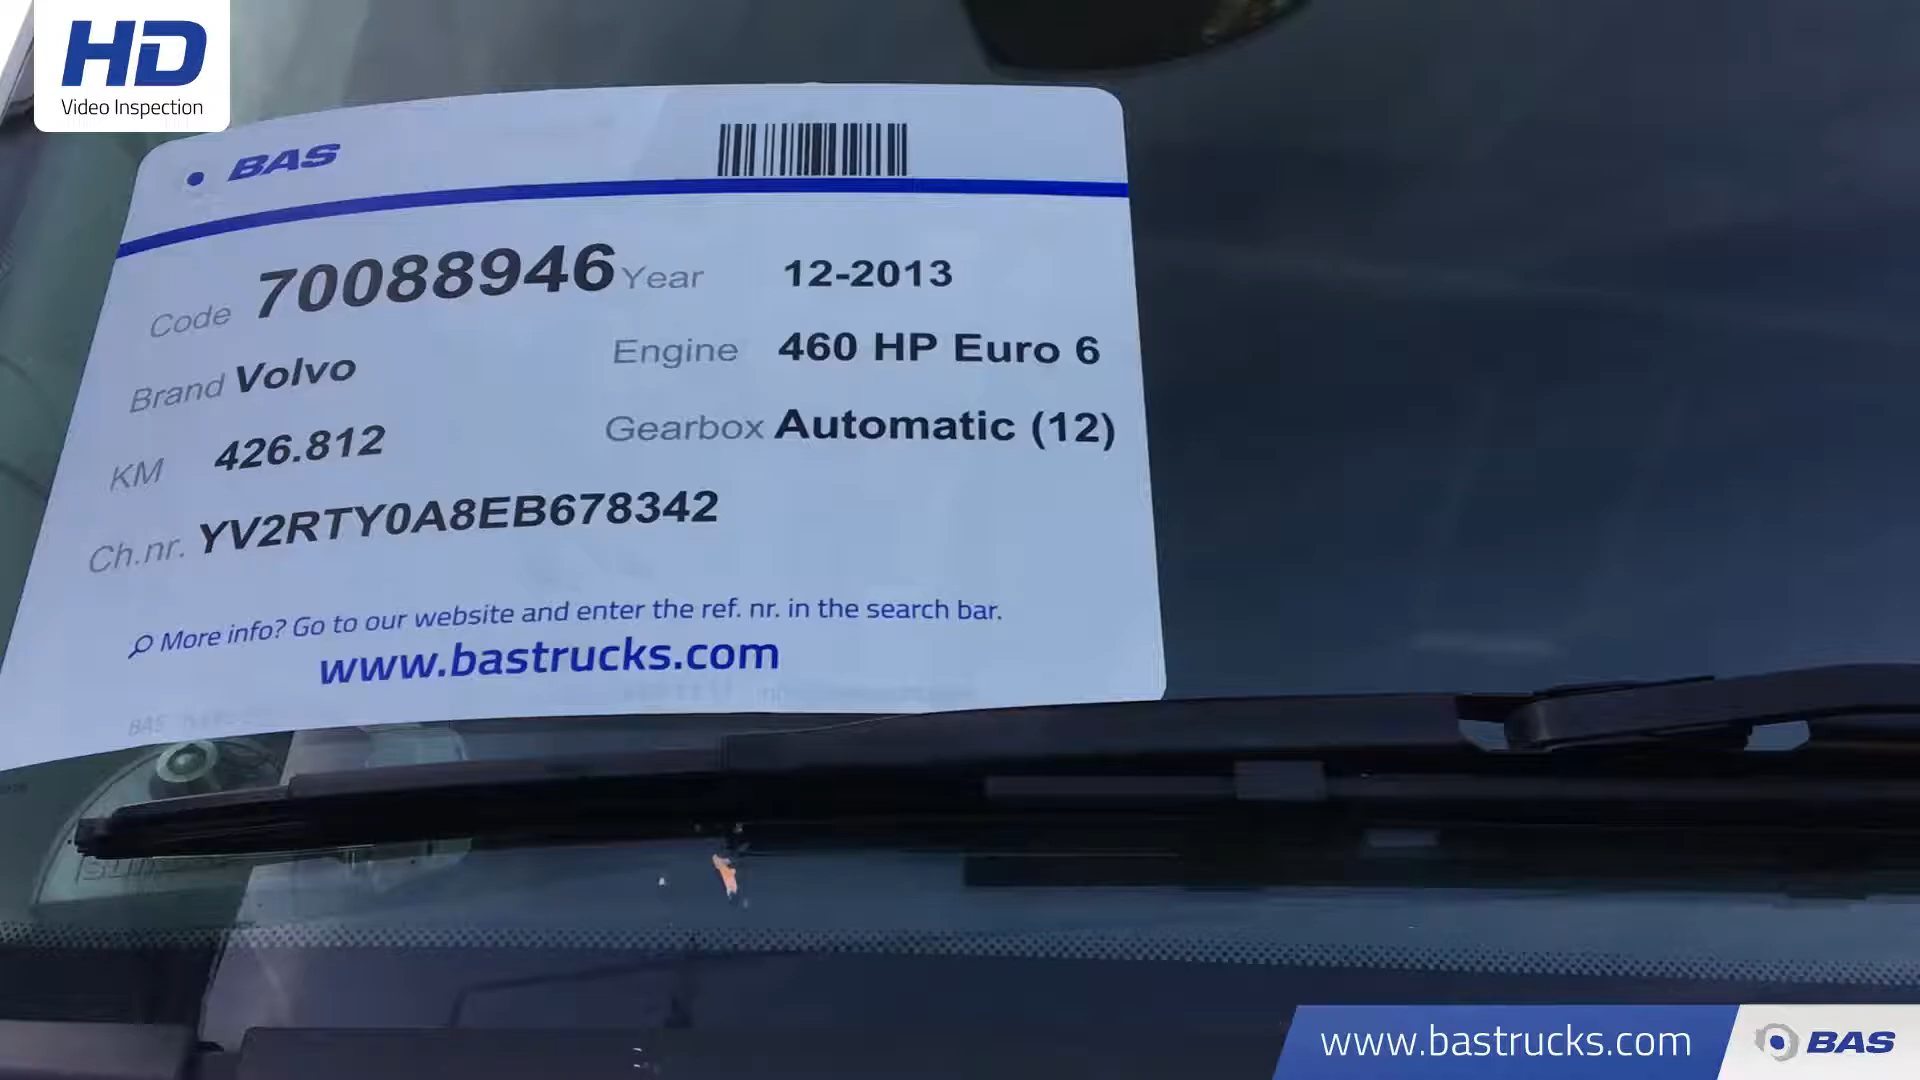 HD
Video Inspection
BAS
Code 70088946 Year 12-2013
Brand Volvo Engine 460 HP Euro 6
KM 426.812 Gearbox Automatic (12)
Ch.nr. YV2RTY0A8EB678342
More info? Go to our website and enter the ref. nr. in the search bar.
www.bastrucks.com
BAS
www.bastrucks.com BAS